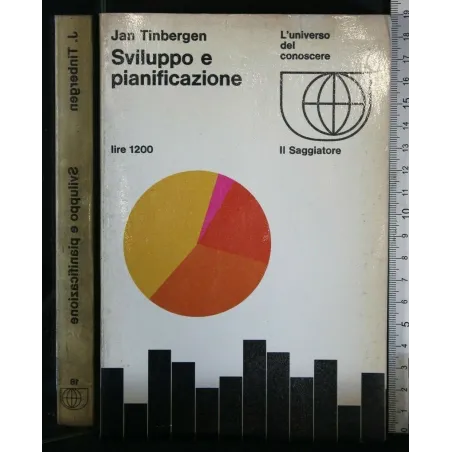 Jan Tinbergen
Sviluppo e
pianificazione
L'universo
del
conoscere
lire 1200
Il Saggiatore
J. Tinbergen
Sviluppo e pianificazione